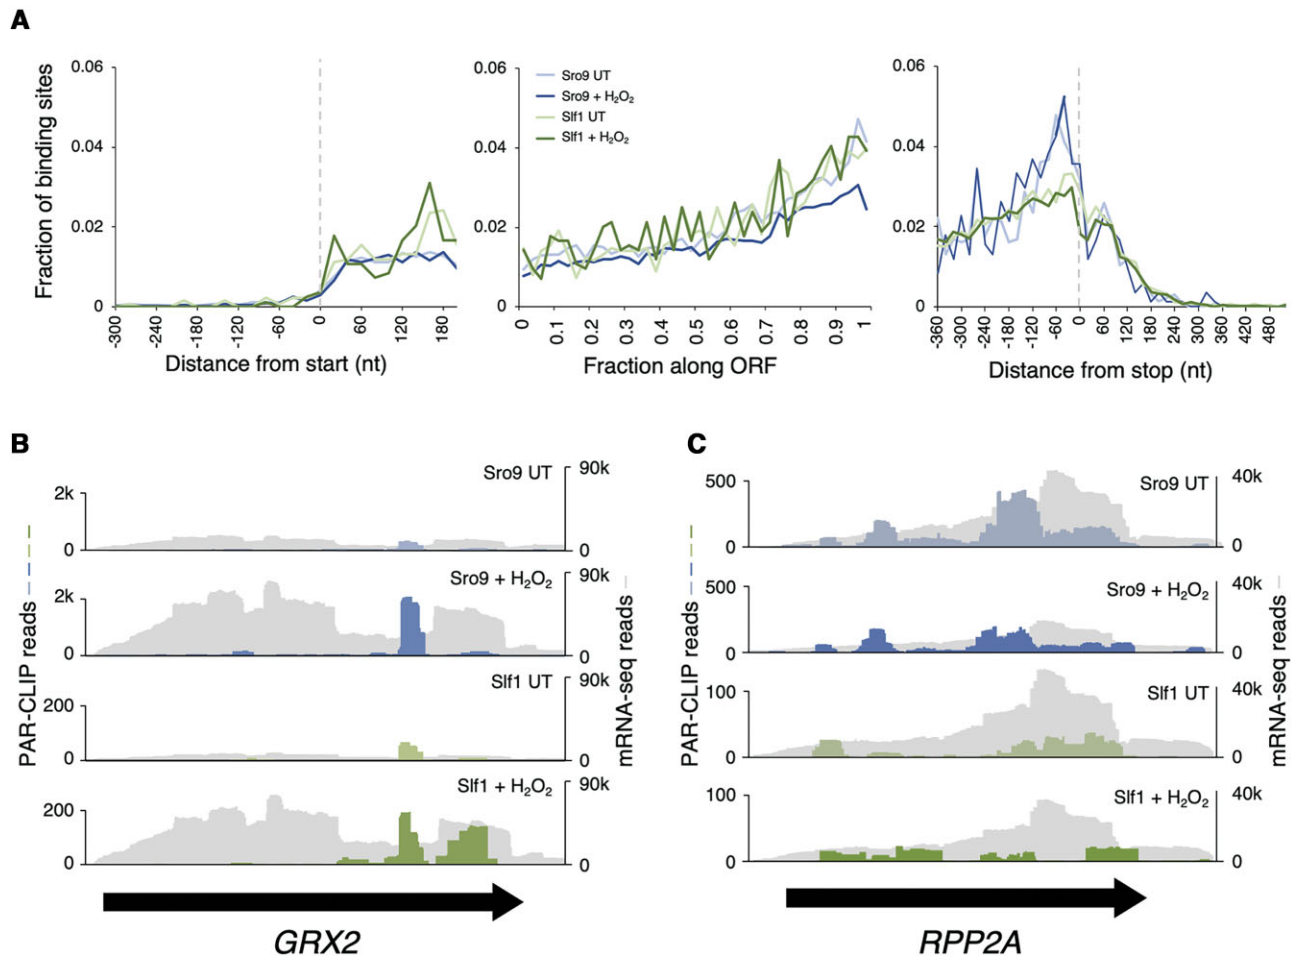 A
Fraction of binding sites
0.06
0.04
0.02
0
-300
-240
-180
-120
-60
0
60
120
180
Distance from start (nt)
0.06
0.04
0.02
0
Sro9 UT
Sro9 + H₂O₂
Slf1 UT
Slf1 + H₂O₂
0
0.1
0.2
0.3
0.4
0.5
0.6
0.7
0.8
0.9
1
Fraction along ORF
0.06
0.04
0.02
0
-360
-300
-240
-180
-120
-60
0
60
120
180
240
300
360
420
480
Distance from stop (nt)
B
PAR-CLIP reads
Sro9 UT
2k
0
90k
0
Sro9 + H₂O₂
2k
0
90k
0
Slf1 UT
200
0
90k
0
Slf1 + H₂O₂
200
0
90k
0
mRNA-seq reads
GRX2
C
PAR-CLIP reads
Sro9 UT
500
0
40k
0
Sro9 + H₂O₂
500
0
40k
0
Slf1 UT
100
0
40k
0
Slf1 + H₂O₂
100
0
40k
0
mRNA-seq reads
RPP2A